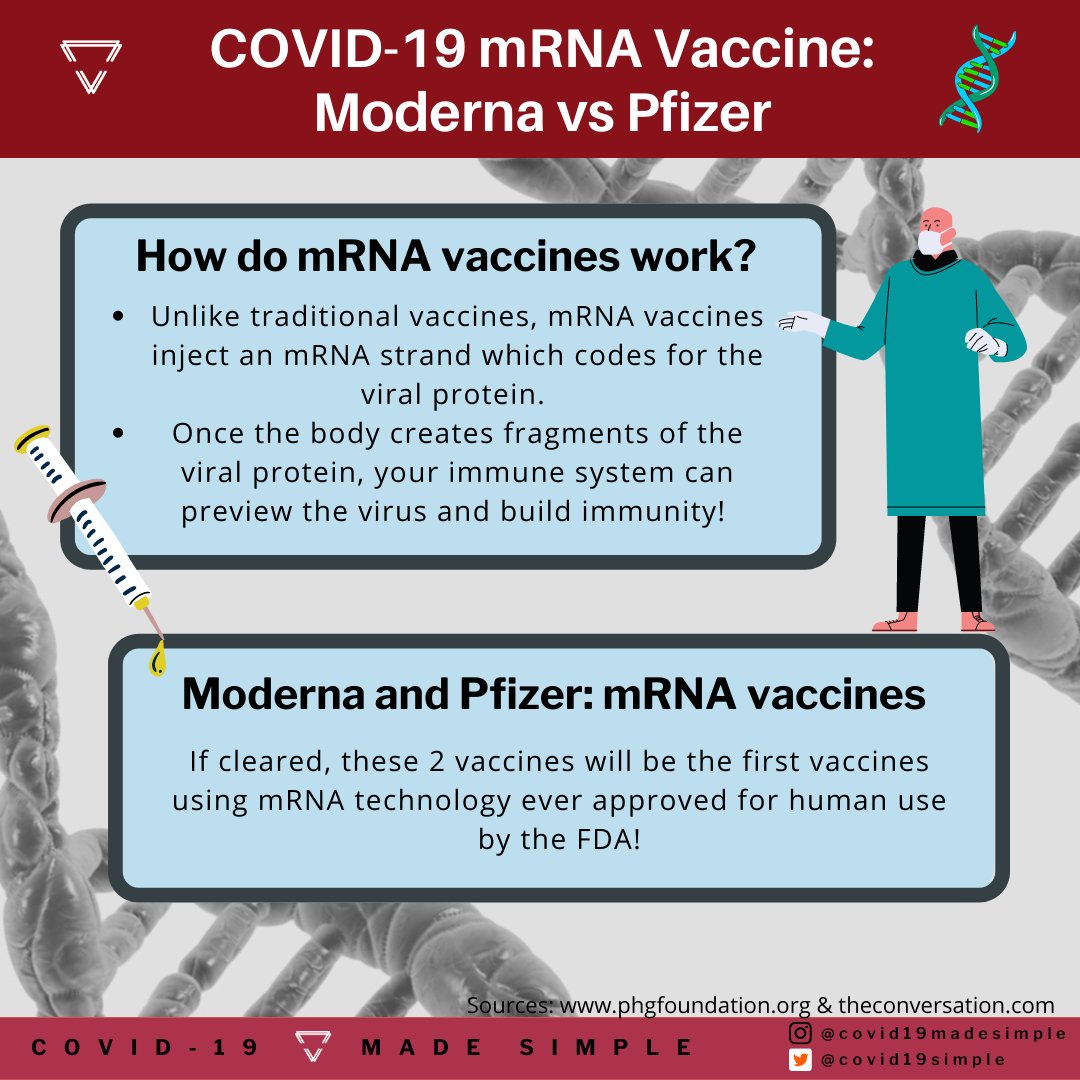 COVID-19 mRNA Vaccine:
Moderna vs Pfizer
How do mRNA vaccines work?
• Unlike traditional vaccines, mRNA vaccines
inject an mRNA strand which codes for the
viral protein.
• Once the body creates fragments of the
viral protein, your immune system can
preview the virus and build immunity!
Moderna and Pfizer: mRNA vaccines
If cleared, these 2 vaccines will be the first vaccines
using mRNA technology ever approved for human use
by the FDA!
Sources: www.phgfoundation.org & theconversation.com
COVID-19 MADE SIMPLE
@covid19madesimple
@covid19simple